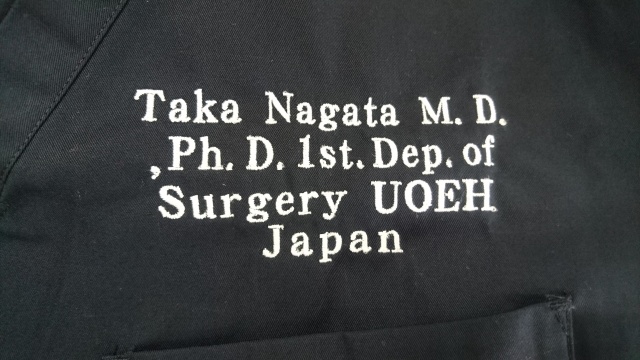 Taka Nagata M. D.
,Ph. D. 1st. Dep. of
Surgery UOEH
Japan